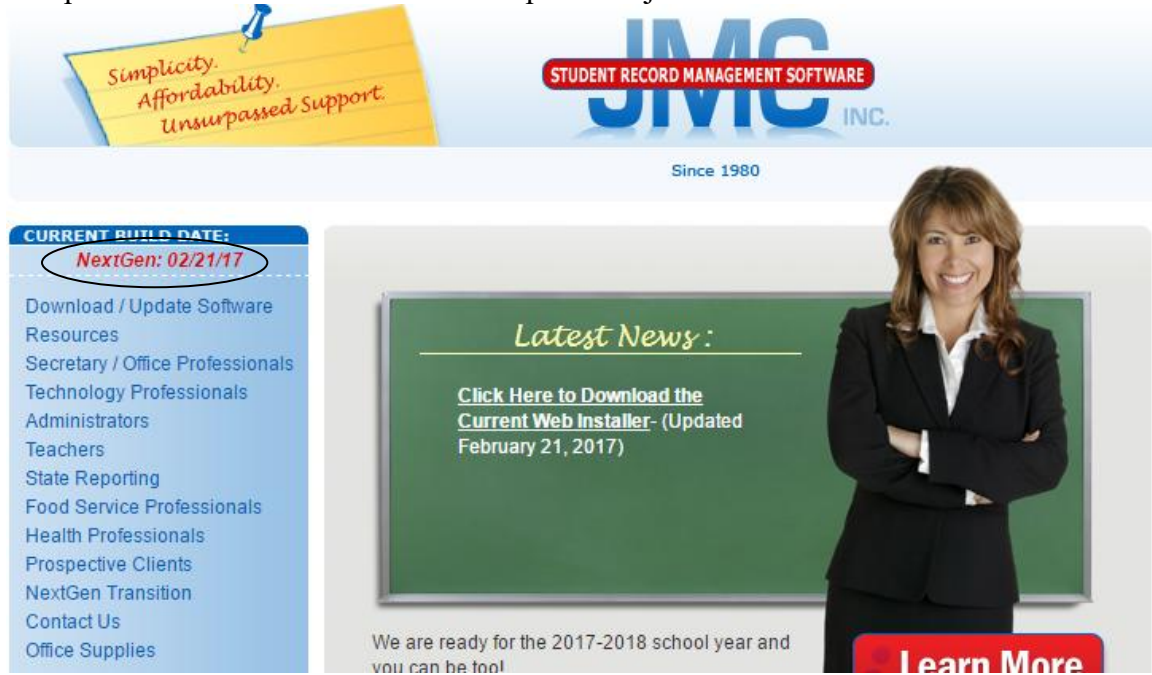 Simplicity.
Affordability.
Unsurpassed Support.
JMC
STUDENT RECORD MANAGEMENT SOFTWARE
INC.
Since 1980
CURRENT BUILD DATE:
NextGen: 02/21/17
Download / Update Software
Resources
Secretary / Office Professionals
Technology Professionals
Administrators
Teachers
State Reporting
Food Service Professionals
Health Professionals
Prospective Clients
NextGen Transition
Contact Us
Office Supplies
Latest News :
Click Here to Download the
Current Web Installer- (Updated
February 21, 2017)
We are ready for the 2017-2018 school year and
you can be too!
Learn More